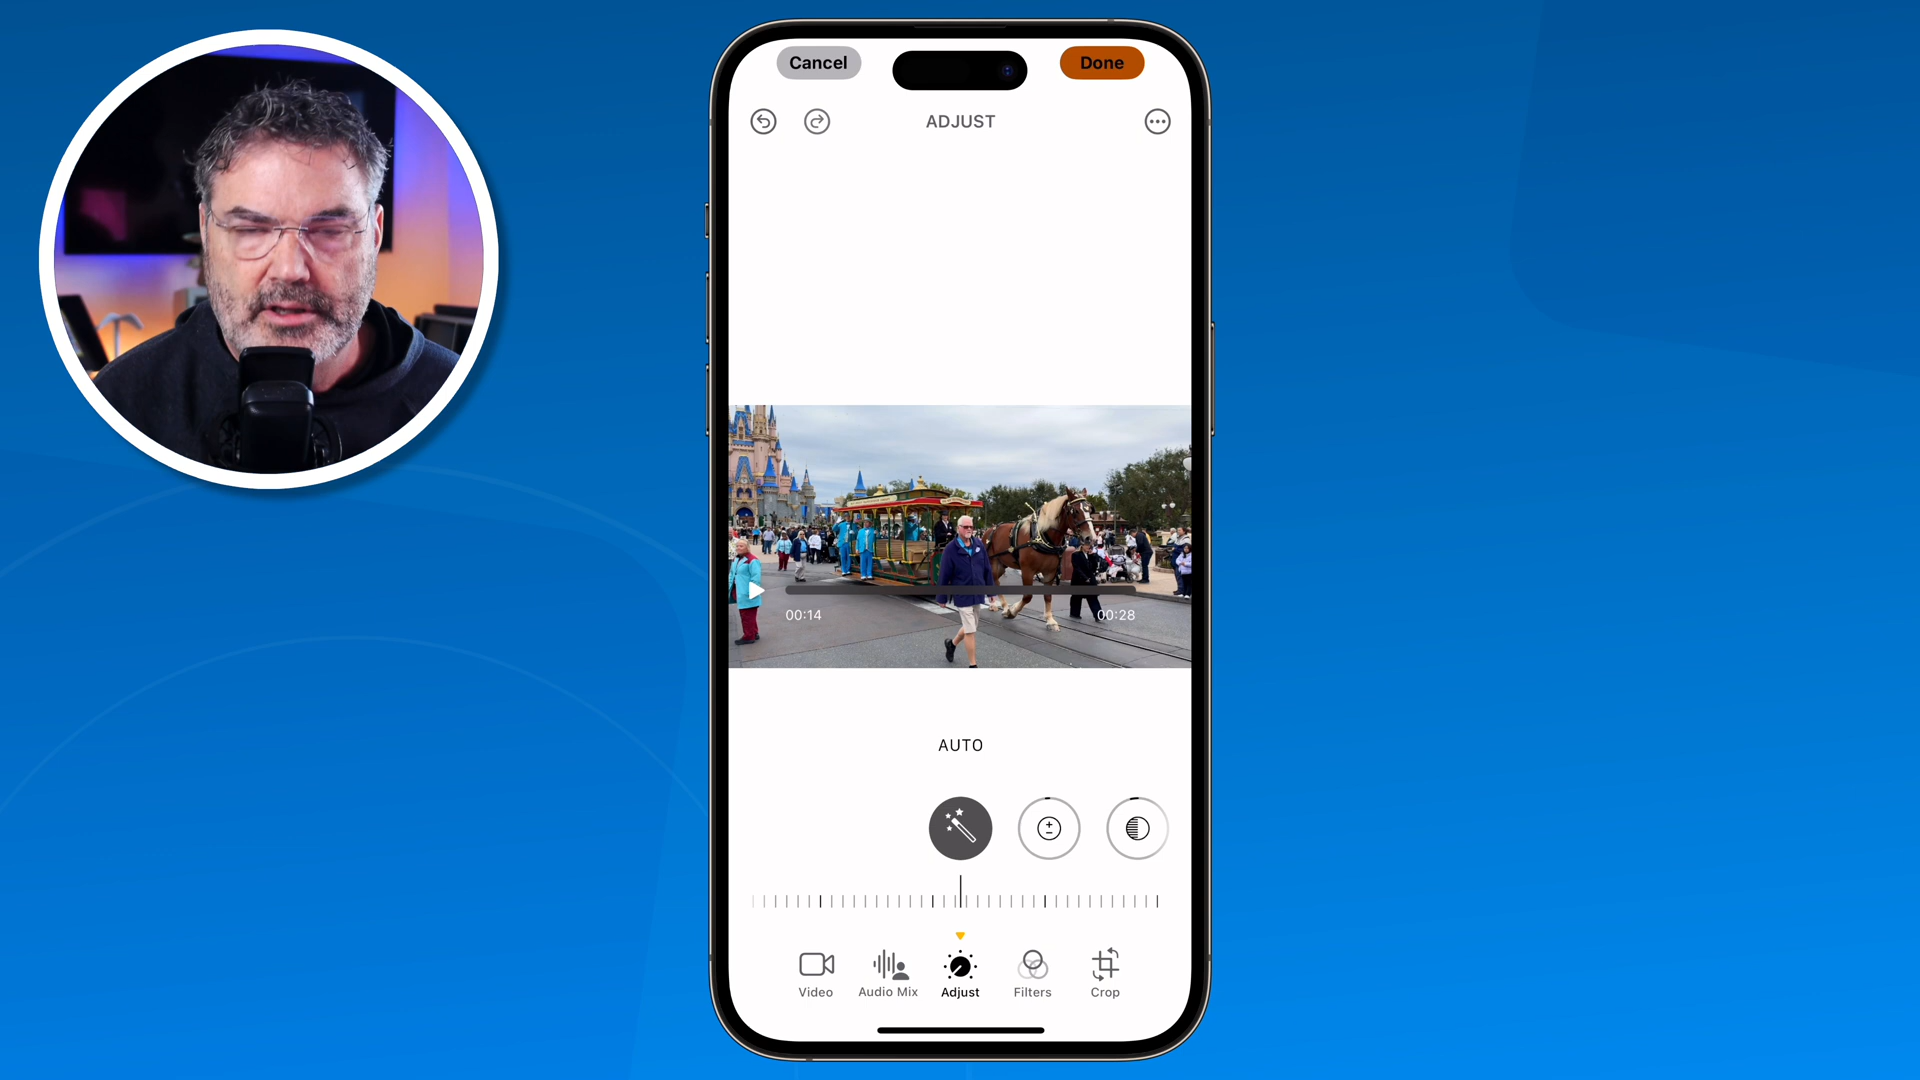 Cancel
Done
ADJUST
00:14
00:28
AUTO
Video
Audio Mix
Adjust
Filters
Crop